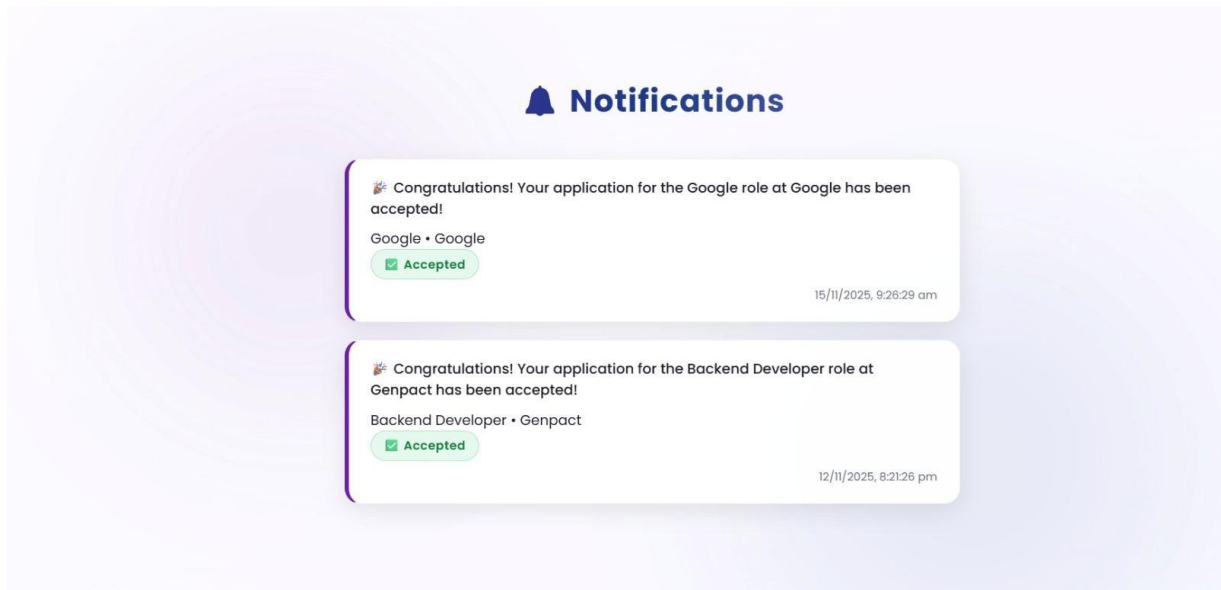 Notifications
🎉 Congratulations! Your application for the Google role at Google has been
accepted!
Google • Google
✅ Accepted
15/11/2025, 9:26:29 am
🎉 Congratulations! Your application for the Backend Developer role at
Genpact has been accepted!
Backend Developer • Genpact
✅ Accepted
12/11/2025, 8:21:26 pm